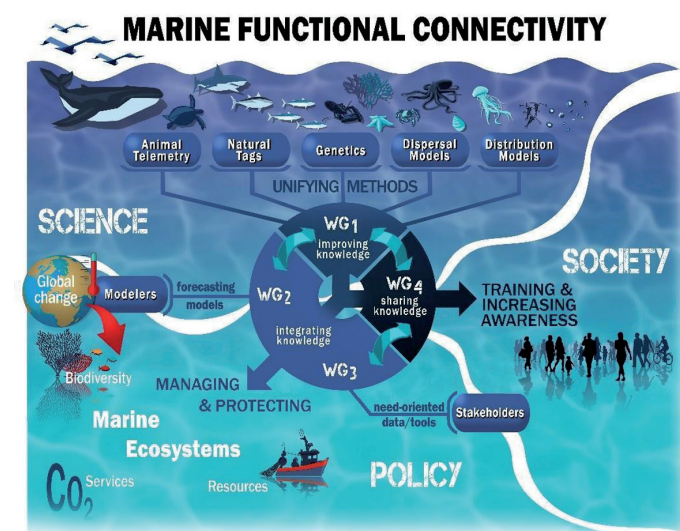 MARINE FUNCTIONAL CONNECTIVITY
Animal
Telemetry
Natural
Tags
Genetics
Dispersal
Models
Distribution
Models
UNIFYING METHODS
SCIENCE
WG1
improving
knowledge
SOCIETY
Global
change
Modelers
forecasting
models
WG2
integrating
knowledge
WG4
sharing
knowledge
TRAINING &
INCREASING
AWARENESS
WG3
Biodiversity
MANAGING
& PROTECTING
need-oriented
data/tools
Stakeholders
Marine
Ecosystems
POLICY
CO2
Services
Resources